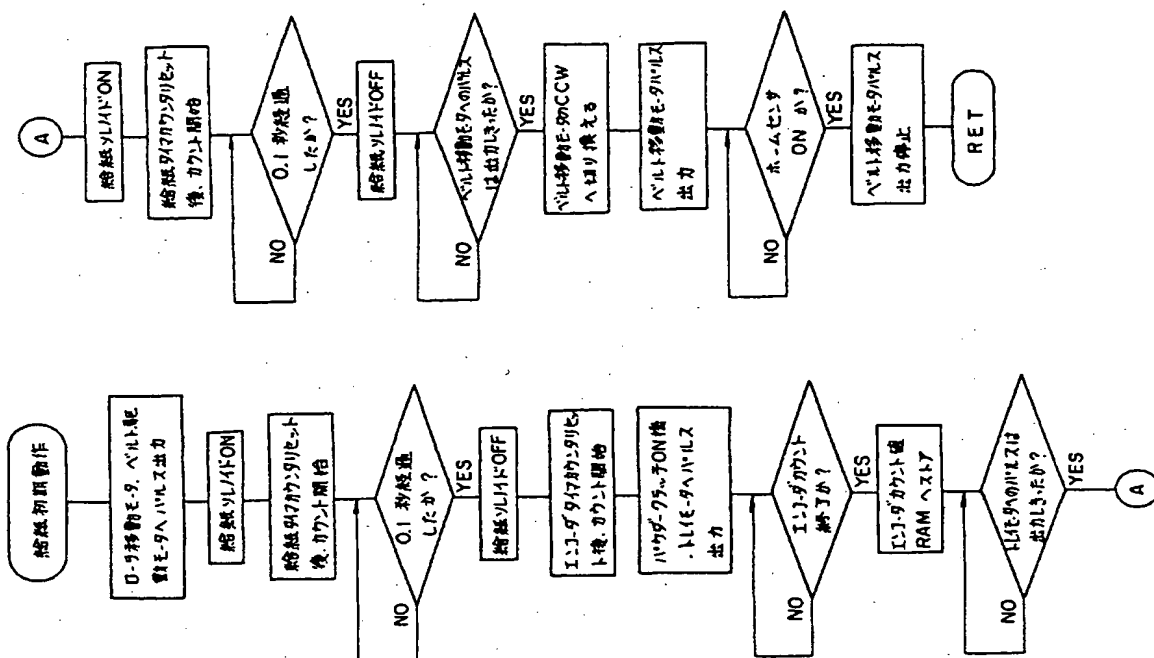 給紙初期動作
ローラ移動モータ、ベルト駆
動モータへパルス出力
給紙ソレノイドON
給紙タイマカウンタリセット
後、カウント開始
0.1秒経過
したか?
NO
YES
給紙ソレノイドOFF
エンコーダタイマカウンタリセッ
ト後、カウント開始
パウダークラッチON後
、トレイモータへパルス
出力
エンコーダカウント
終了か?
NO
YES
エンコーダカウント値
RAMへストア
トレイモータへのパルスは
出力しきったか?
NO
YES
A
A
給紙ソレノイドON
給紙タイマカウンタリセット
後、カウント開始
0.1秒経過
したか?
NO
YES
給紙ソレノイドOFF
ベルト移動モータへのパルス
は出力しきったか?
NO
YES
ベルト移動モータのCCW
へ切り換える
ベルト移動モータパルス
出力
ホームセンサ
ONか?
NO
YES
ベルト移動モータパルス
出力停止
RET